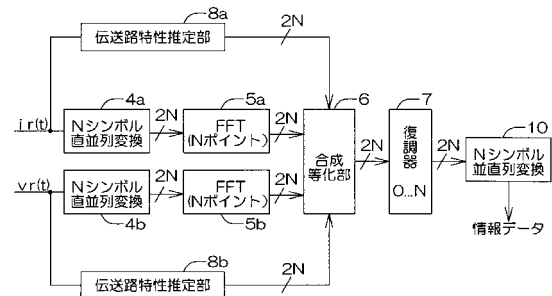 8a
伝送路特性推定部
2N
4a
5a
6
7
10
ir(t)
Nシンボル
直並列変換
2N
FFT
(Nポイント)
2N
合成
等化部
2N
復調器
0...N
2N
Nシンボル
並直列変換
vr(t)
Nシンボル
直並列変換
2N
FFT
(Nポイント)
2N
4b
5b
情報データ
伝送路特性推定部
2N
8b